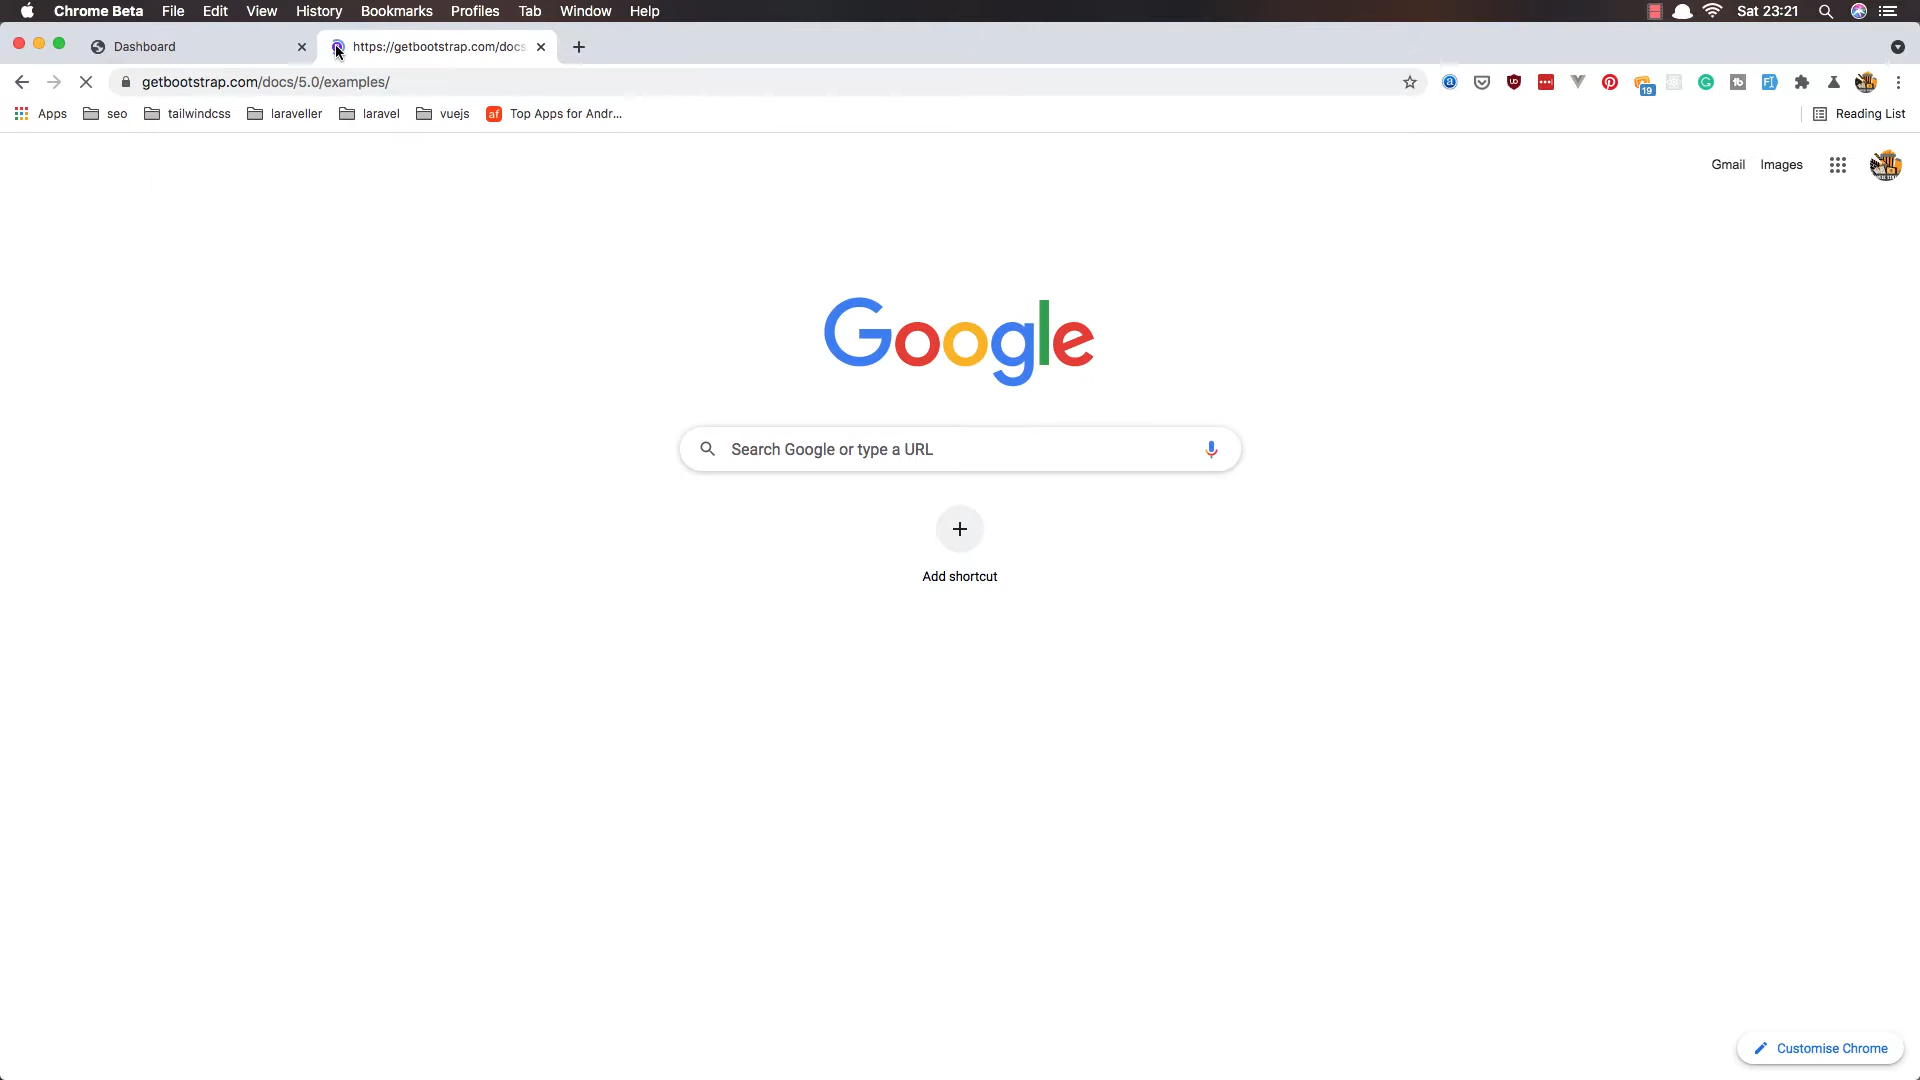 Chrome Beta File Edit View History Bookmarks Profiles Tab Window Help Sat 23:21
Dashboard https://getbootstrap.com/docs
getbootstrap.com/docs/5.0/examples/ 19
Apps seo tailwindcss laraveller laravel vuejs af Top Apps for Andr... Reading List
Gmail Images
Google
Search Google or type a URL
Add shortcut
Customise Chrome